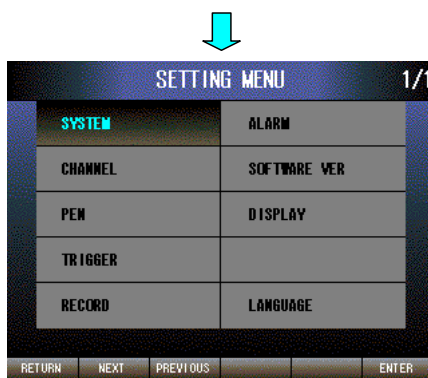 SETTING MENU 1/1
SYSTEM ALARM
CHANNEL SOFTWARE VER
PEN DISPLAY
TRIGGER
RECORD LANGUAGE
RETURN NEXT PREVIOUS ENTER